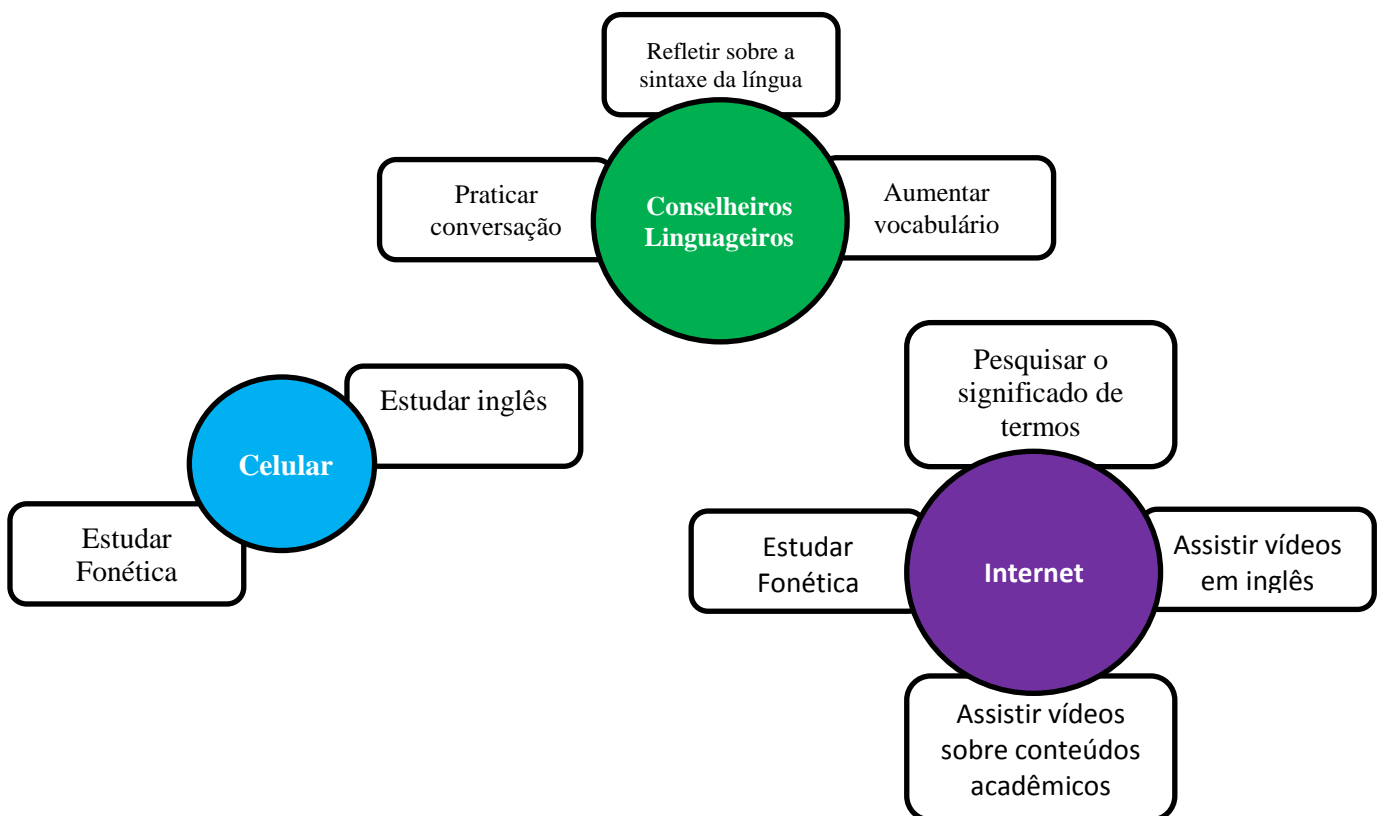 Refletir sobre a
sintaxe da língua
Praticar
conversação
Conselheiros
Linguageiros
Aumentar
vocabulário
Estudar inglês
Celular
Estudar
Fonética
Pesquisar o
significado de
termos
Estudar
Fonética
Internet
Assistir vídeos
em inglês
Assistir vídeos
sobre conteúdos
acadêmicos